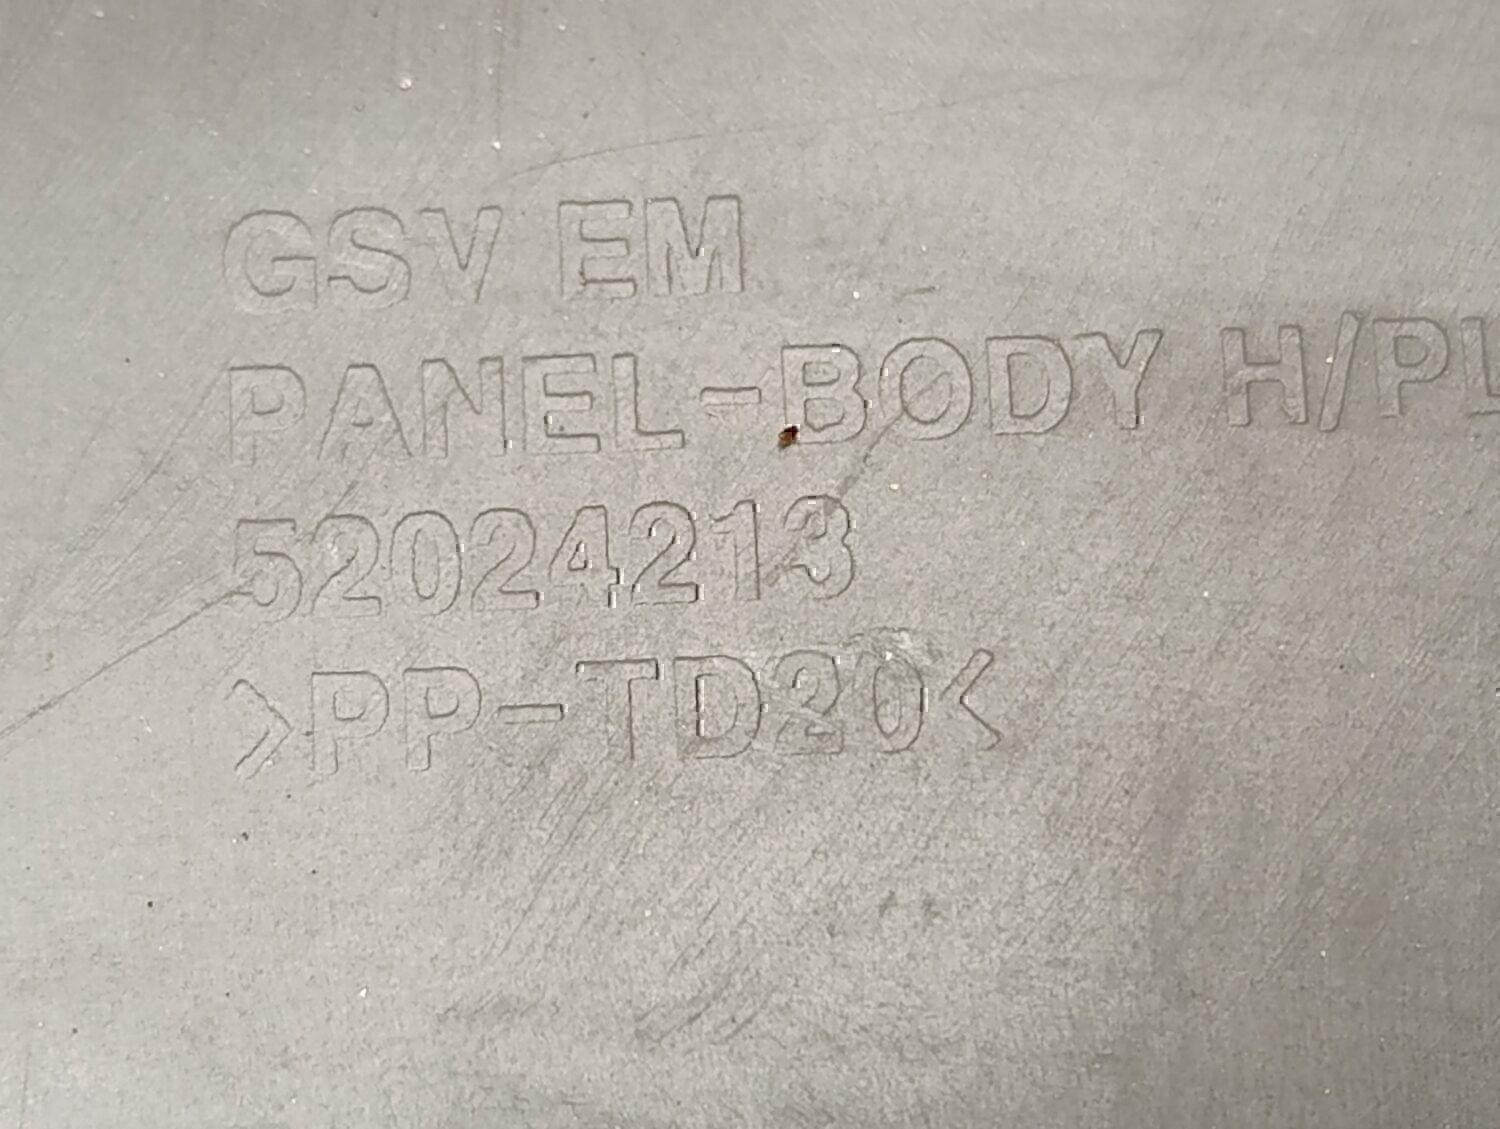 GSV EM
PANEL-BODY H/PL
52024213
>PP-TD20<